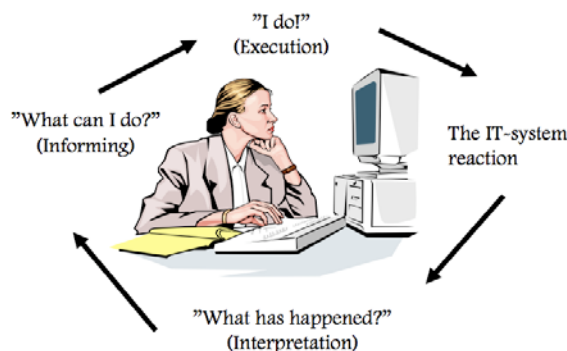 ”I do!”
(Execution)
”What can I do?”
(Informing)
The IT-system
reaction
”What has happened?”
(Interpretation)